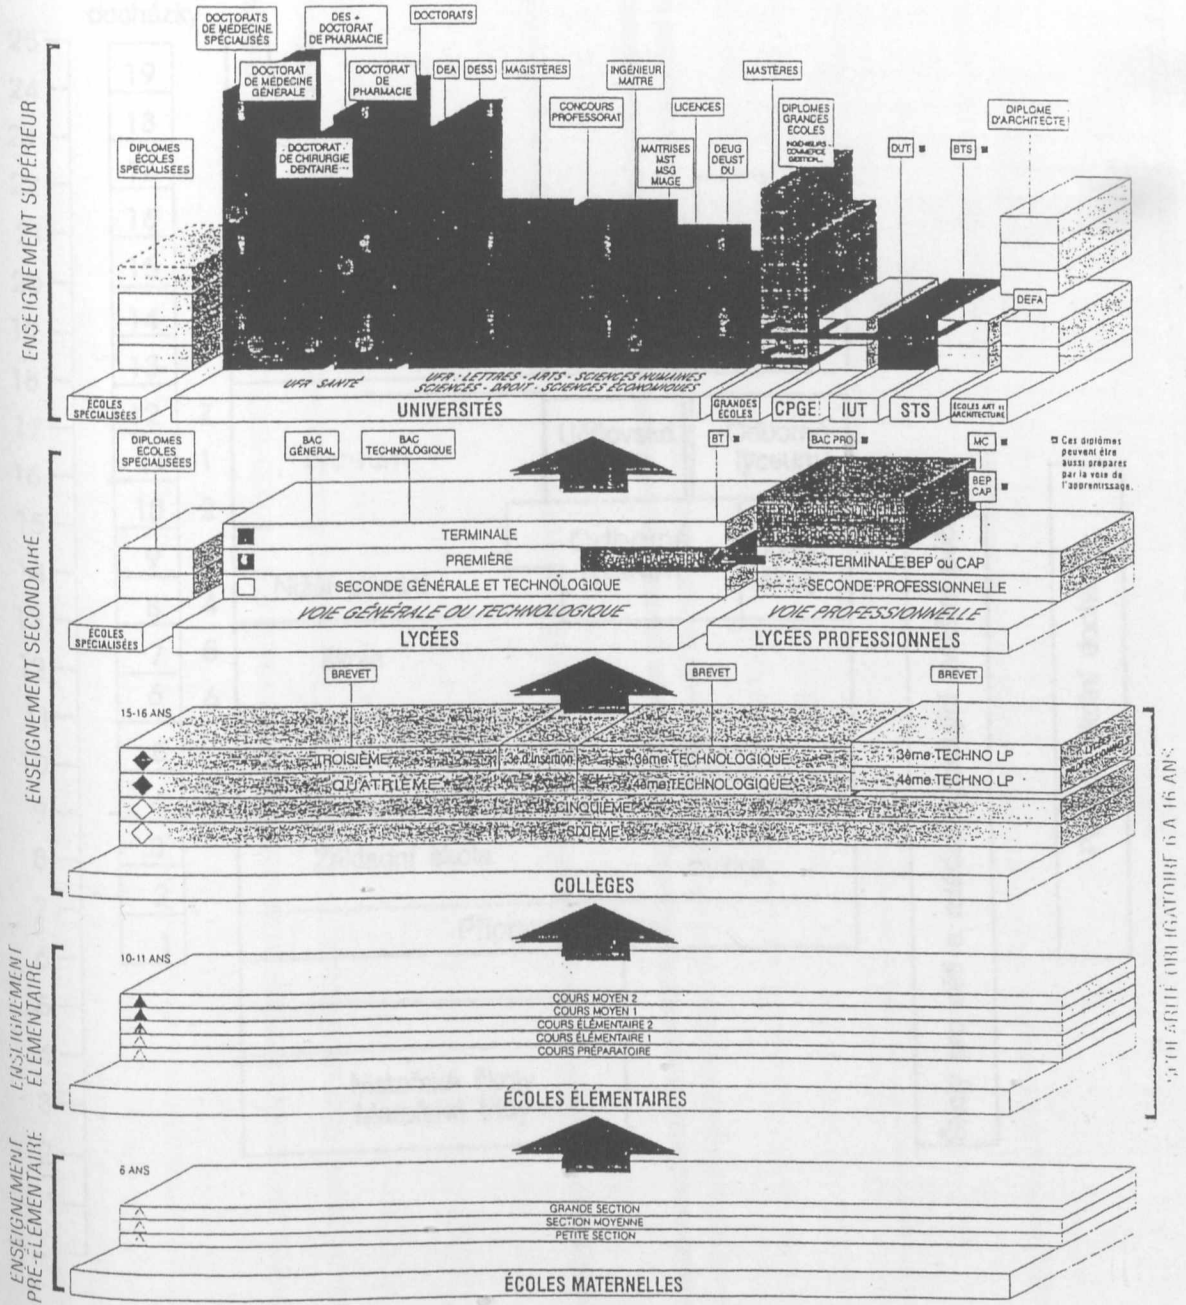 DOCTORATS
DE MÉDECINE
SPÉCIALISÉS
DES +
DOCTORAT
DE PHARMACIE
DOCTORATS
DOCTORAT
DE MÉDECINE
GÉNÉRALE
DOCTORAT
DE
PHARMACIE
DEA
DESS
MAGISTÈRES
INGÉNIEUR
MAITRE
MASTÈRES
CONCOURS
PROFESSORAT
LICENCES
DIPLOMES
GRANDES
ÉCOLES
INGÉNIEURS
COMMERCE
GESTION...
DIPLOME
D'ARCHITECTE
DIPLOMES
ÉCOLES
SPÉCIALISÉES
DOCTORAT
DE CHIRURGIE
DENTAIRE
MAITRISES
MST
MSG
MIAGE
DEUG
DEUST
DU
DUT
BTS
DEFA
ENSEIGNEMENT SUPÉRIEUR
UFR SANTÉ
UFR : LETTRES - ARTS - SCIENCES HUMAINES
SCIENCES - DROIT - SCIENCES ÉCONOMIQUES
ÉCOLES
SPÉCIALISÉES
UNIVERSITÉS
GRANDES
ÉCOLES
CPGE
IUT
STS
ÉCOLES ART et
ARCHITECTURE
DIPLOMES
ÉCOLES
SPÉCIALISÉES
BAC
GÉNÉRAL
BAC
TECHNOLOGIQUE
BT
BAC PRO
MC
BEP
CAP
Ces diplômes
peuvent être
aussi préparés
par la voie de
l'apprentissage.
ENSEIGNEMENT SECONDAIRE
TERMINALE
PREMIÈRE
TERMINALE BEP ou CAP
SECONDE GÉNÉRALE ET TECHNOLOGIQUE
SECONDE PROFESSIONNELLE
VOIE GÉNÉRALE OU TECHNOLOGIQUE
VOIE PROFESSIONNELLE
ÉCOLES
SPÉCIALISÉES
LYCÉES
LYCÉES PROFESSIONNELS
BREVET
BREVET
BREVET
15-16 ANS
TROISIÈME
3e d'insertion
3ème TECHNOLOGIQUE
3ème TECHNO LP
QUATRIÈME
4ème TECHNOLOGIQUE
4ème TECHNO LP
CINQUIÈME
SIXIÈME
COLLÈGES
SCOLARITÉ OBLIGATOIRE 6 A 16 ANS
ENSEIGNEMENT
ÉLÉMENTAIRE
10-11 ANS
COURS MOYEN 2
COURS MOYEN 1
COURS ÉLÉMENTAIRE 2
COURS ÉLÉMENTAIRE 1
COURS PRÉPARATOIRE
ÉCOLES ÉLÉMENTAIRES
ENSEIGNEMENT
PRÉ-ÉLÉMENTAIRE
6 ANS
GRANDE SECTION
SECTION MOYENNE
PETITE SECTION
ÉCOLES MATERNELLES